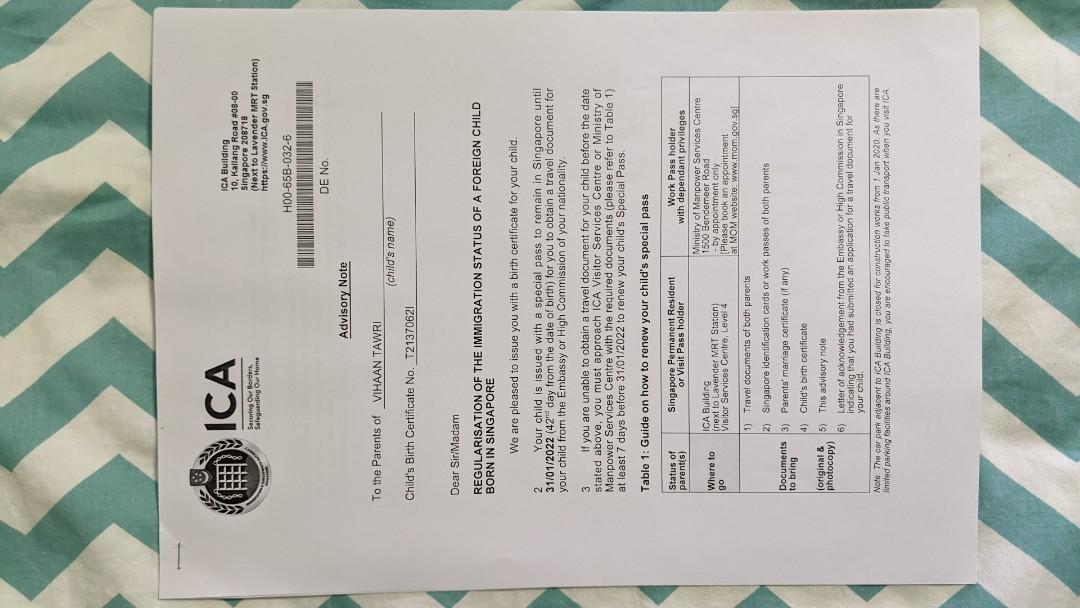 ICA
Securing Our Borders,
Safeguarding Our Home
ICA Building
10, Kallang Road #08-00
Singapore 208718
(Next to Lavender MRT Station)
https://www.ICA.gov.sg
H00-65B-032-6
DE No.
Advisory Note
To the Parents of VIHAAN TAWRI
(child's name)
Child's Birth Certificate No. T2137062I
Dear Sir/Madam
REGULARISATION OF THE IMMIGRATION STATUS OF A FOREIGN CHILD
BORN IN SINGAPORE
We are pleased to issue you with a birth certificate for your child.
2 Your child is issued with a special pass to remain in Singapore until
31/01/2022 (42nd day from the date of birth) for you to obtain a travel document for
your child from the Embassy or High Commission of your nationality.
3 If you are unable to obtain a travel document for your child before the date
stated above, you must approach ICA Visitor Services Centre or Ministry of
Manpower Services Centre with the required documents (please refer to Table 1)
at least 7 days before 31/01/2022 to renew your child's Special Pass.
Table 1: Guide on how to renew your child's special pass
Status of
parent(s)
Singapore Permanent Resident
or Visit Pass holder
Work Pass holder
with dependant privileges
Where to
go
ICA Building
(next to Lavender MRT Station)
Visitor Services Centre, Level 4
Ministry of Manpower Services Centre
1500 Bendemeer Road
- by appointment only
[Please book an appointment
at MOM website: www.mom.gov.sg]
Documents
to bring
(original &
photocopy)
1) Travel documents of both parents
2) Singapore identification cards or work passes of both parents
3) Parents' marriage certificate (if any)
4) Child's birth certificate
5) This advisory note
6) Letter of acknowledgement from the Embassy or High Commission in Singapore
indicating that you had submitted an application for a travel document for
your child.
Note: The car park adjacent to ICA Building is closed for construction works from 1 Jan 2020. As there are
limited parking facilities around ICA Building, you are encouraged to take public transport when you visit ICA.